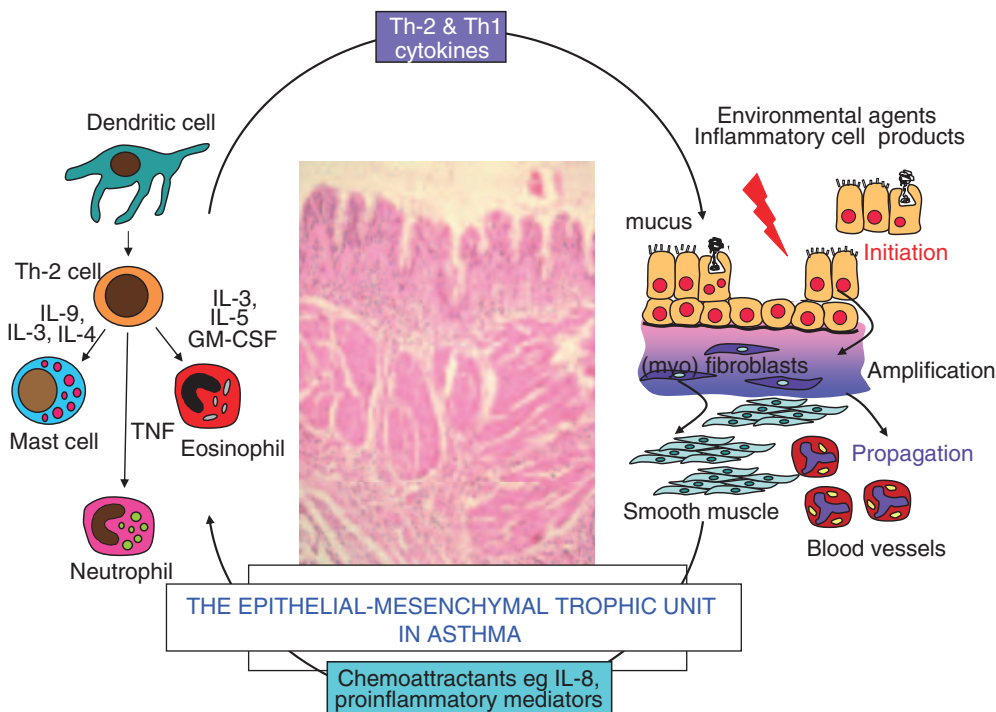 Th-2 & Th1
cytokines
Dendritic cell
Environmental agents
Inflammatory cell products
mucus
Initiation
Th-2 cell
IL-9,
IL-3, IL-4
IL-3,
IL-5
GM-CSF
(myo) fibroblasts
Amplification
Mast cell
TNF
Eosinophil
Propagation
Smooth muscle
Blood vessels
Neutrophil
THE EPITHELIAL-MESENCHYMAL TROPHIC UNIT
IN ASTHMA
Chemoattractants eg IL-8,
proinflammatory mediators